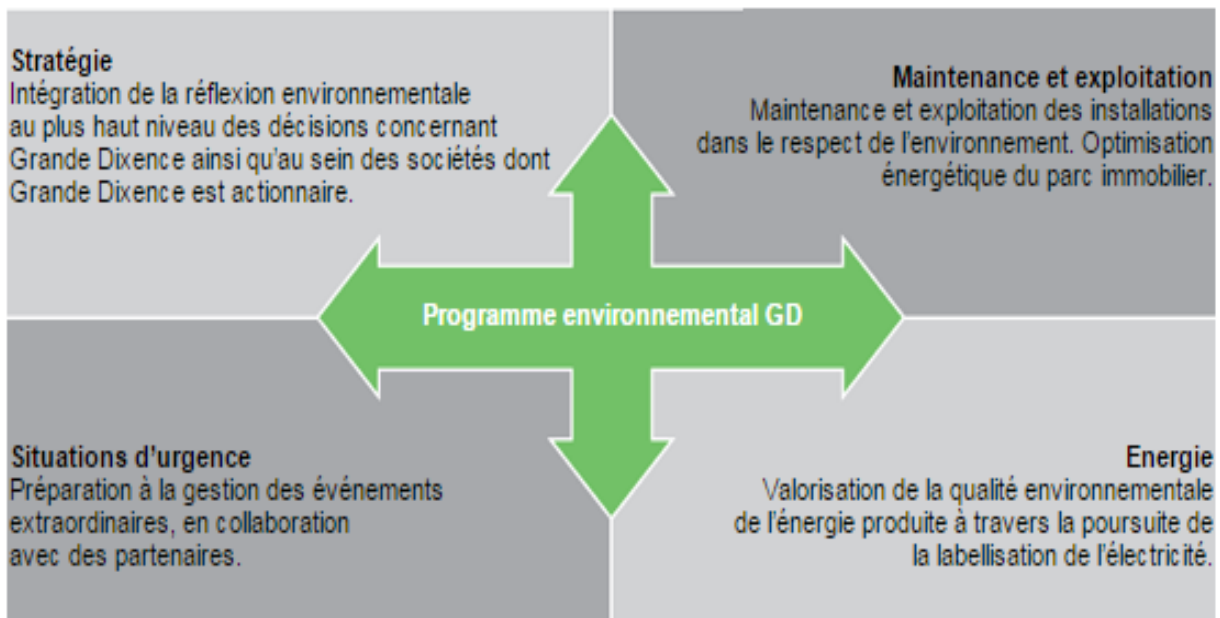 Stratégie
Intégration de la réflexion environnementale
au plus haut niveau des décisions concernant
Grande Dixence ainsi qu'au sein des sociétés dont
Grande Dixence est actionnaire.
Maintenance et exploitation
Maintenance et exploitation des installations
dans le respect de l'environnement. Optimisation
énergétique du parc immobilier.
Programme environnemental GD
Situations d'urgence
Préparation à la gestion des événements
extraordinaires, en collaboration
avec des partenaires.
Energie
Valorisation de la qualité environnementale
de l'énergie produite à travers la poursuite de
la labellisation de l'électricité.